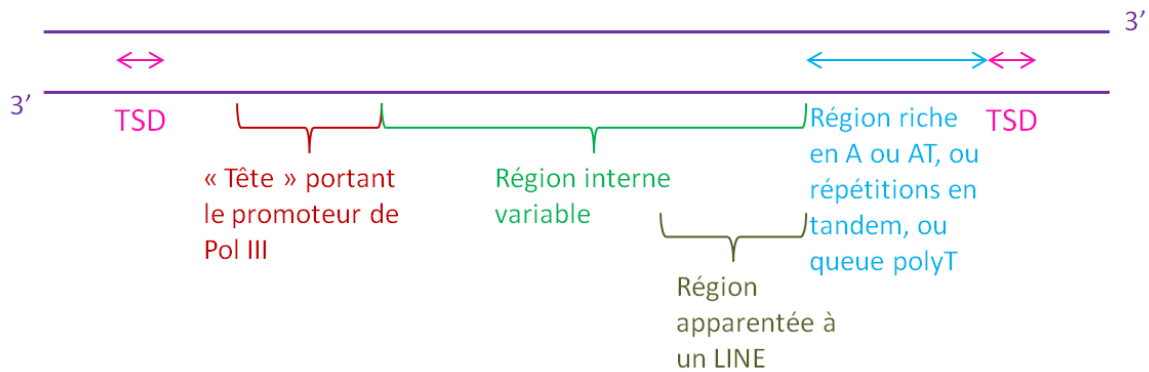 3’
3’
TSD
« Tête » portant
le promoteur de
Pol III
Région interne
variable
Région
apparentée à
un LINE
Région riche
en A ou AT, ou
répétitions en
tandem, ou
queue polyT
TSD